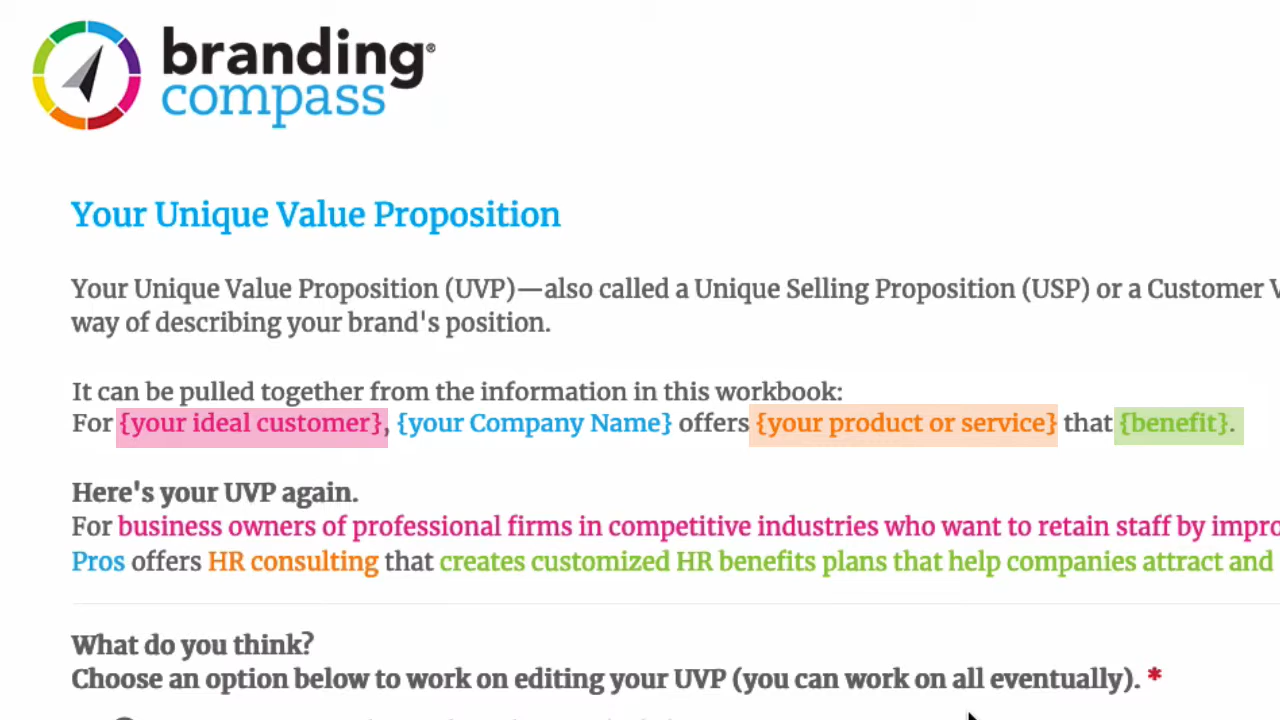 branding®
compass
Your Unique Value Proposition
Your Unique Value Proposition (UVP)—also called a Unique Selling Proposition (USP) or a Customer
way of describing your brand's position.
It can be pulled together from the information in this workbook:
For {your ideal customer}, {your Company Name} offers {your product or service} that {benefit}.
Here's your UVP again.
For business owners of professional firms in competitive industries who want to retain staff by
Pros offers HR consulting that creates customized HR benefits plans that help companies attract and
What do you think?
Choose an option below to work on editing your UVP (you can work on all eventually). *